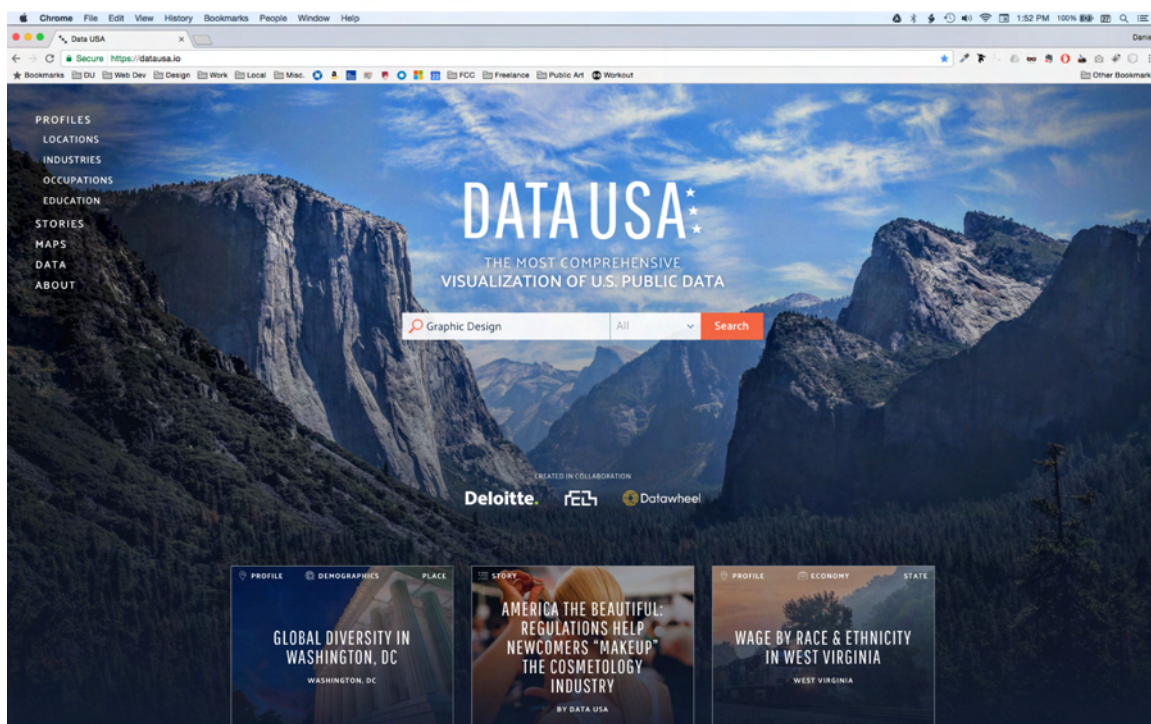 Chrome File Edit View History Bookmarks People Window Help 1:52 PM 100%
Data USA
Danie
Secure https://datausa.io
Bookmarks DU Web Dev Design Work Local Misc. FCC Freelance Public Art Workout Other Bookmark
PROFILES
LOCATIONS
INDUSTRIES
OCCUPATIONS
EDUCATION
STORIES
MAPS
DATA
ABOUT
DATA USA
THE MOST COMPREHENSIVE
VISUALIZATION OF U.S. PUBLIC DATA
Graphic Design All Search
CREATED IN COLLABORATION
Deloitte. Datawheel
PROFILE DEMOGRAPHICS PLACE
GLOBAL DIVERSITY IN
WASHINGTON, DC
WASHINGTON, DC
STORY
AMERICA THE BEAUTIFUL:
REGULATIONS HELP
NEWCOMERS “MAKEUP”
THE COSMETOLOGY
INDUSTRY
BY DATA USA
PROFILE ECONOMY STATE
WAGE BY RACE & ETHNICITY
IN WEST VIRGINIA
WEST VIRGINIA